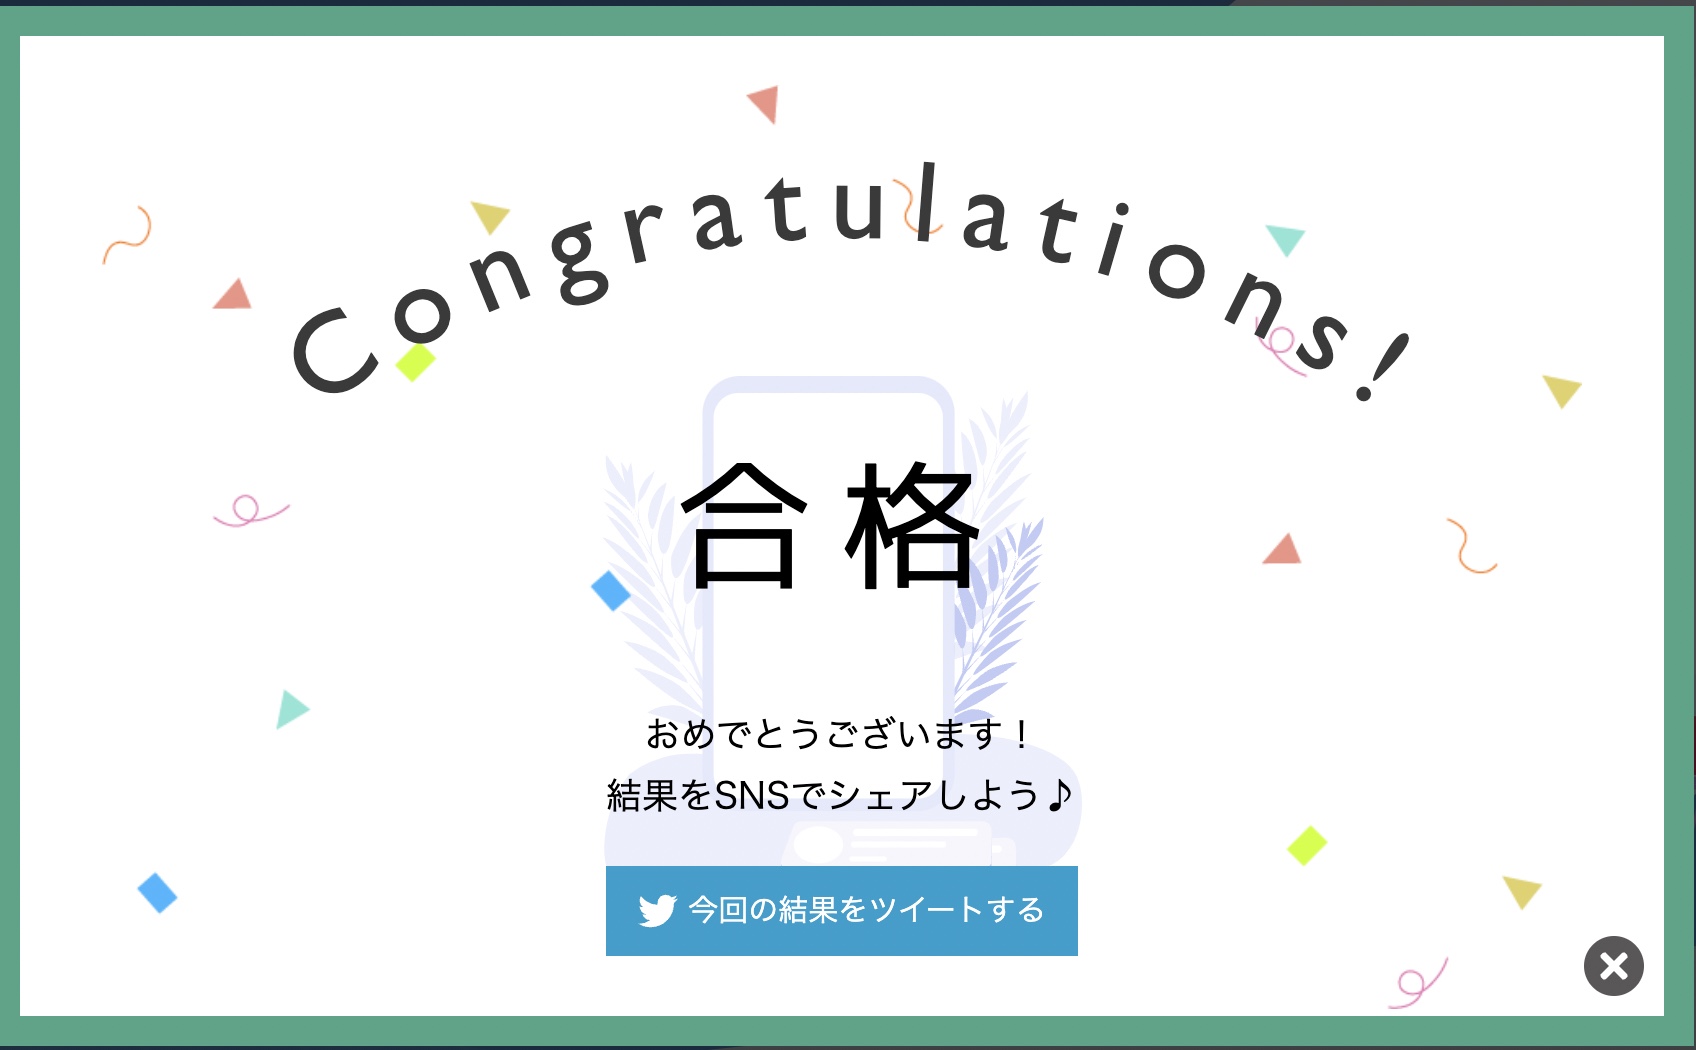 Congratulations!
合格
おめでとうございます！
結果をSNSでシェアしよう♪
今回の結果をツイートする